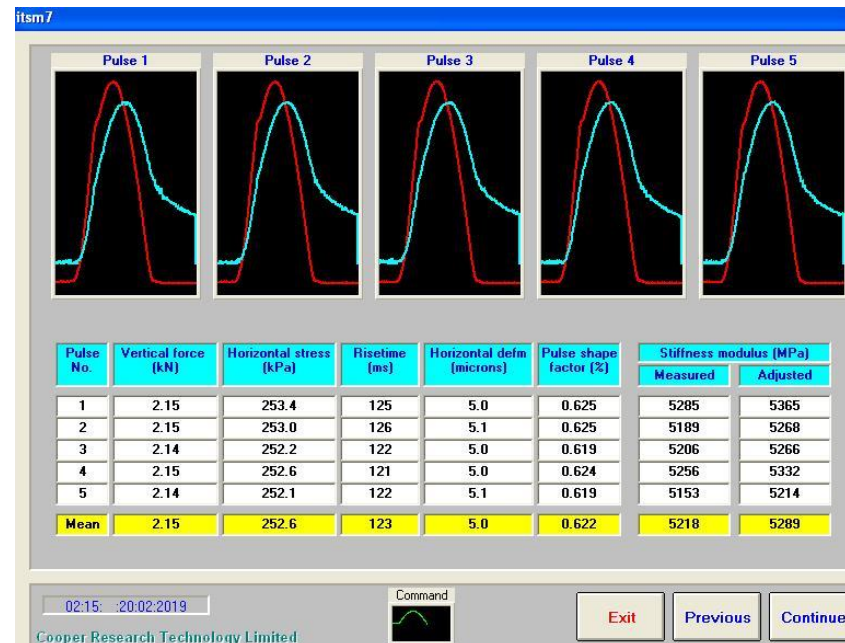 itsm7
Pulse 1 Pulse 2 Pulse 3 Pulse 4 Pulse 5
Pulse No. Vertical force (kN) Horizontal stress (kPa) Risetime (ms) Horizontal defm (microns) Pulse shape factor (%) Stiffness modulus (MPa)
Measured Adjusted
1 2.15 253.4 125 5.0 0.625 5285 5365
2 2.15 253.0 126 5.1 0.625 5189 5268
3 2.14 252.2 122 5.0 0.619 5206 5266
4 2.15 252.6 121 5.0 0.624 5256 5332
5 2.14 252.1 122 5.1 0.619 5153 5214
Mean 2.15 252.6 123 5.0 0.622 5218 5289
02:15: :20:02:2019
Command
Exit Previous Continue
Cooper Research Technology Limited